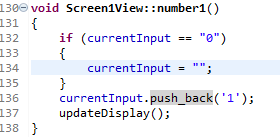 130 void Screen1View::number1()
131 {
132     if (currentInput == "0")
133     {
134         currentInput = "";
135     }
136     currentInput.push_back('1');
137     updateDisplay();
138 }